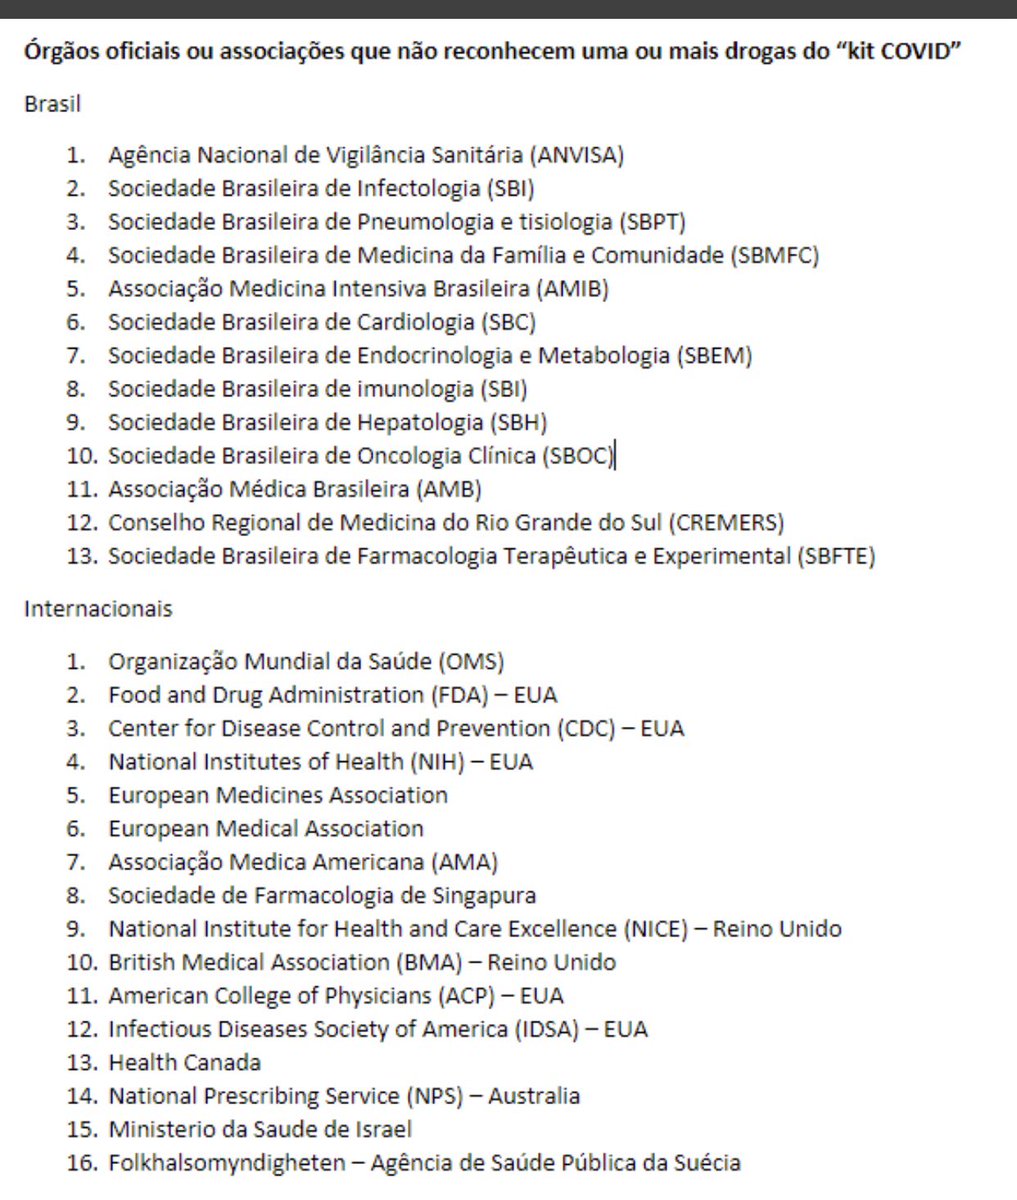 Órgãos oficiais ou associações que não reconhecem uma ou mais drogas do “kit COVID”
Brasil
1. Agência Nacional de Vigilância Sanitária (ANVISA)
2. Sociedade Brasileira de Infectologia (SBI)
3. Sociedade Brasileira de Pneumologia e tisiologia (SBPT)
4. Sociedade Brasileira de Medicina da Família e Comunidade (SBMFC)
5. Associação Medicina Intensiva Brasileira (AMIB)
6. Sociedade Brasileira de Cardiologia (SBC)
7. Sociedade Brasileira de Endocrinologia e Metabologia (SBEM)
8. Sociedade Brasileira de imunologia (SBI)
9. Sociedade Brasileira de Hepatologia (SBH)
10. Sociedade Brasileira de Oncologia Clínica (SBOC)
11. Associação Médica Brasileira (AMB)
12. Conselho Regional de Medicina do Rio Grande do Sul (CREMERS)
13. Sociedade Brasileira de Farmacologia Terapêutica e Experimental (SBFTE)
Internacionais
1. Organização Mundial da Saúde (OMS)
2. Food and Drug Administration (FDA) – EUA
3. Center for Disease Control and Prevention (CDC) – EUA
4. National Institutes of Health (NIH) – EUA
5. European Medicines Association
6. European Medical Association
7. Associação Medica Americana (AMA)
8. Sociedade de Farmacologia de Singapura
9. National Institute for Health and Care Excellence (NICE) – Reino Unido
10. British Medical Association (BMA) – Reino Unido
11. American College of Physicians (ACP) – EUA
12. Infectious Diseases Society of America (IDSA) – EUA
13. Health Canada
14. National Prescribing Service (NPS) – Australia
15. Ministerio da Saude de Israel
16. Folkhalsomyndigheten – Agência de Saúde Pública da Suécia